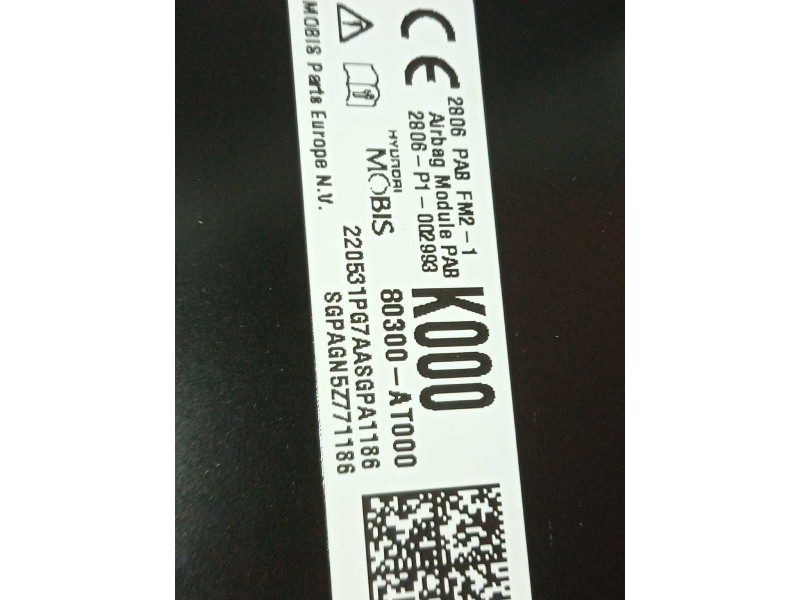 CE
2806 PAB FM2-1
Airbag Module PAB
2806-P1-002993
K000
HYUNDAI
MOBIS
80300-AT000
220531PG7AASGPA1186
SGPAGN5Z771186
MOBIS Parts Europe N.V.